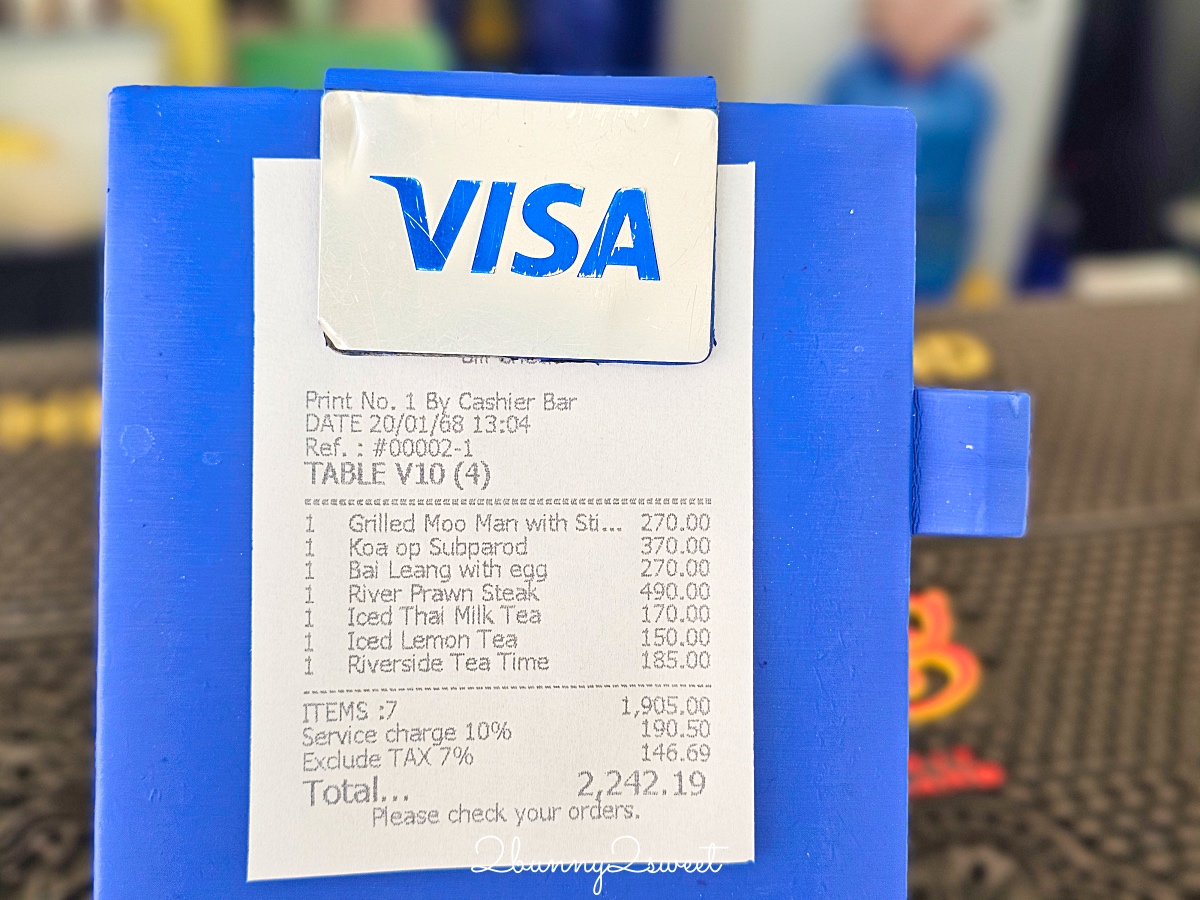 VISA
Print No. 1 By Cashier Bar
DATE 20/01/68 13:04
Ref. : #00002-1
TABLE V10 (4)
1 Grilled Moo Man with Sti... 270.00
1 Koa op Subparod 370.00
1 Bai Leang with egg 270.00
1 River Prawn Steak 490.00
1 Iced Thai Milk Tea 170.00
1 Iced Lemon Tea 150.00
1 Riverside Tea Time 185.00
ITEMS :7 1,905.00
Service charge 10% 190.50
Exclude TAX 7% 146.69
Total... 2,242.19
Please check your orders.
2bunny2sweet